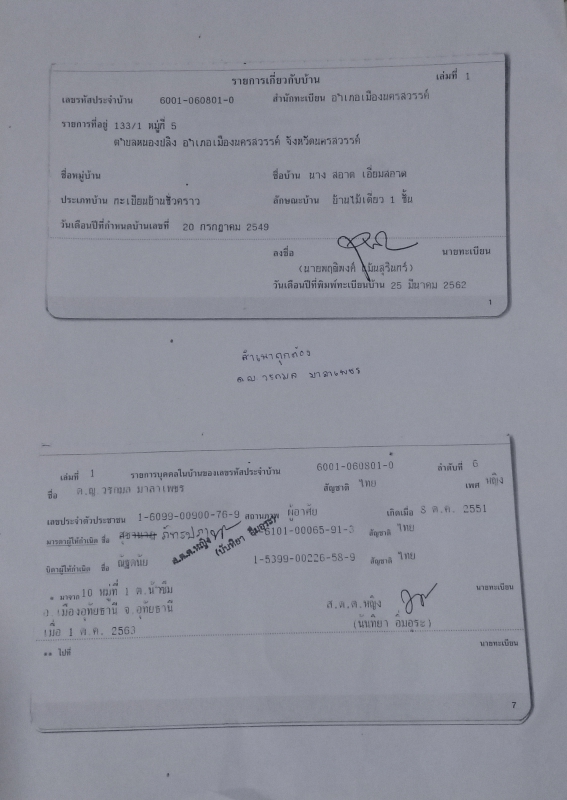 รายการเกี่ยวกับบ้าน เล่มที่ 1
เลขรหัสประจำบ้าน 6001-060801-0 สำนักทะเบียน อำเภอเมืองนครสวรรค์
รายการที่อยู่ 133/1 หมู่ที่ 5
ตำบลหนองปลิง อำเภอเมืองนครสวรรค์ จังหวัดนครสวรรค์
ชื่อหมู่บ้าน ชื่อบ้าน นาง สอาด เอี่ยมสอาด
ประเภทบ้าน ทะเบียนบ้านชั่วคราว ลักษณะบ้าน บ้านไม้เดี่ยว 1 ชั้น
วันเดือนปีที่กำหนดบ้านเลขที่ 20 กรกฎาคม 2549
ลงชื่อ นายทะเบียน
(นายพฤฒิพงศ์
วันเดือนปีที่พิมพ์ทะเบียนบ้าน 25 มีนาคม 2562
1
สำเนาถูกต้อง
ด.ญ วรกมล มาลาเพชร
เล่มที่ 1 รายการบุคคลในบ้านของเลขรหัสประจำบ้าน 6001-060801-0 ลำดับที่ 6
ชื่อ ด.ญ วรกมล มาลาเพชร สัญชาติ ไทย เพศ หญิง
เลขประจำตัวประชาชน 1-6099-00900-76-9 สถานภาพ ผู้อาศัย เกิดเมื่อ 8 ต.ค. 2551
มารดาผู้ให้กำเนิด ชื่อ 6101-00065-91-3 สัญชาติ ไทย
ส.ต.ต.หญิง
(นันทิยา อิ่มอุระ)
บิดาผู้ให้กำเนิด ชื่อ ณัฐดนัย 1-5399-00226-58-9 สัญชาติ ไทย
* มาจาก 10 หมู่ที่ 1 ต.น้ำซึม นายทะเบียน
อ.เมืองอุทัยธานี จ.อุทัยธานี ส.ต.ต.หญิง
เมื่อ 1 ต.ค. 2563 (นันทิยา อิ่มอุระ)
** ไปที่ นายทะเบียน
7